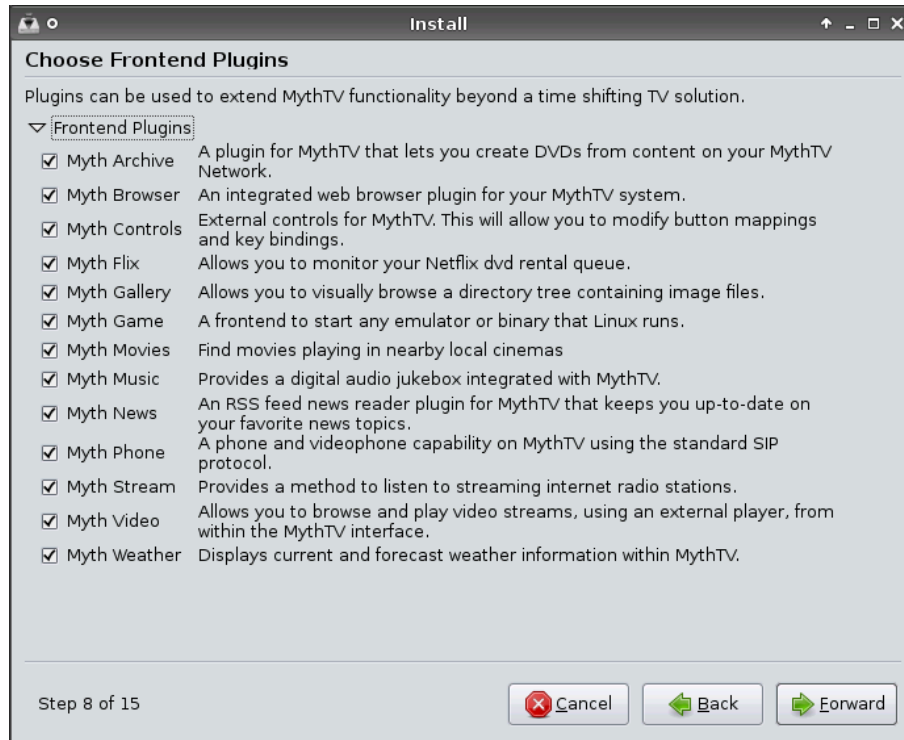 Install
Choose Frontend Plugins
Plugins can be used to extend MythTV functionality beyond a time shifting TV solution.
Frontend Plugins
Myth Archive A plugin for MythTV that lets you create DVDs from content on your MythTV
Network.
Myth Browser An integrated web browser plugin for your MythTV system.
Myth Controls External controls for MythTV. This will allow you to modify button mappings
and key bindings.
Myth Flix Allows you to monitor your Netflix dvd rental queue.
Myth Gallery Allows you to visually browse a directory tree containing image files.
Myth Game A frontend to start any emulator or binary that Linux runs.
Myth Movies Find movies playing in nearby local cinemas
Myth Music Provides a digital audio jukebox integrated with MythTV.
Myth News An RSS feed news reader plugin for MythTV that keeps you up-to-date on
your favorite news topics.
Myth Phone A phone and videophone capability on MythTV using the standard SIP
protocol.
Myth Stream Provides a method to listen to streaming internet radio stations.
Myth Video Allows you to browse and play video streams, using an external player, from
within the MythTV interface.
Myth Weather Displays current and forecast weather information within MythTV.
Step 8 of 15
Cancel
Back
Forward